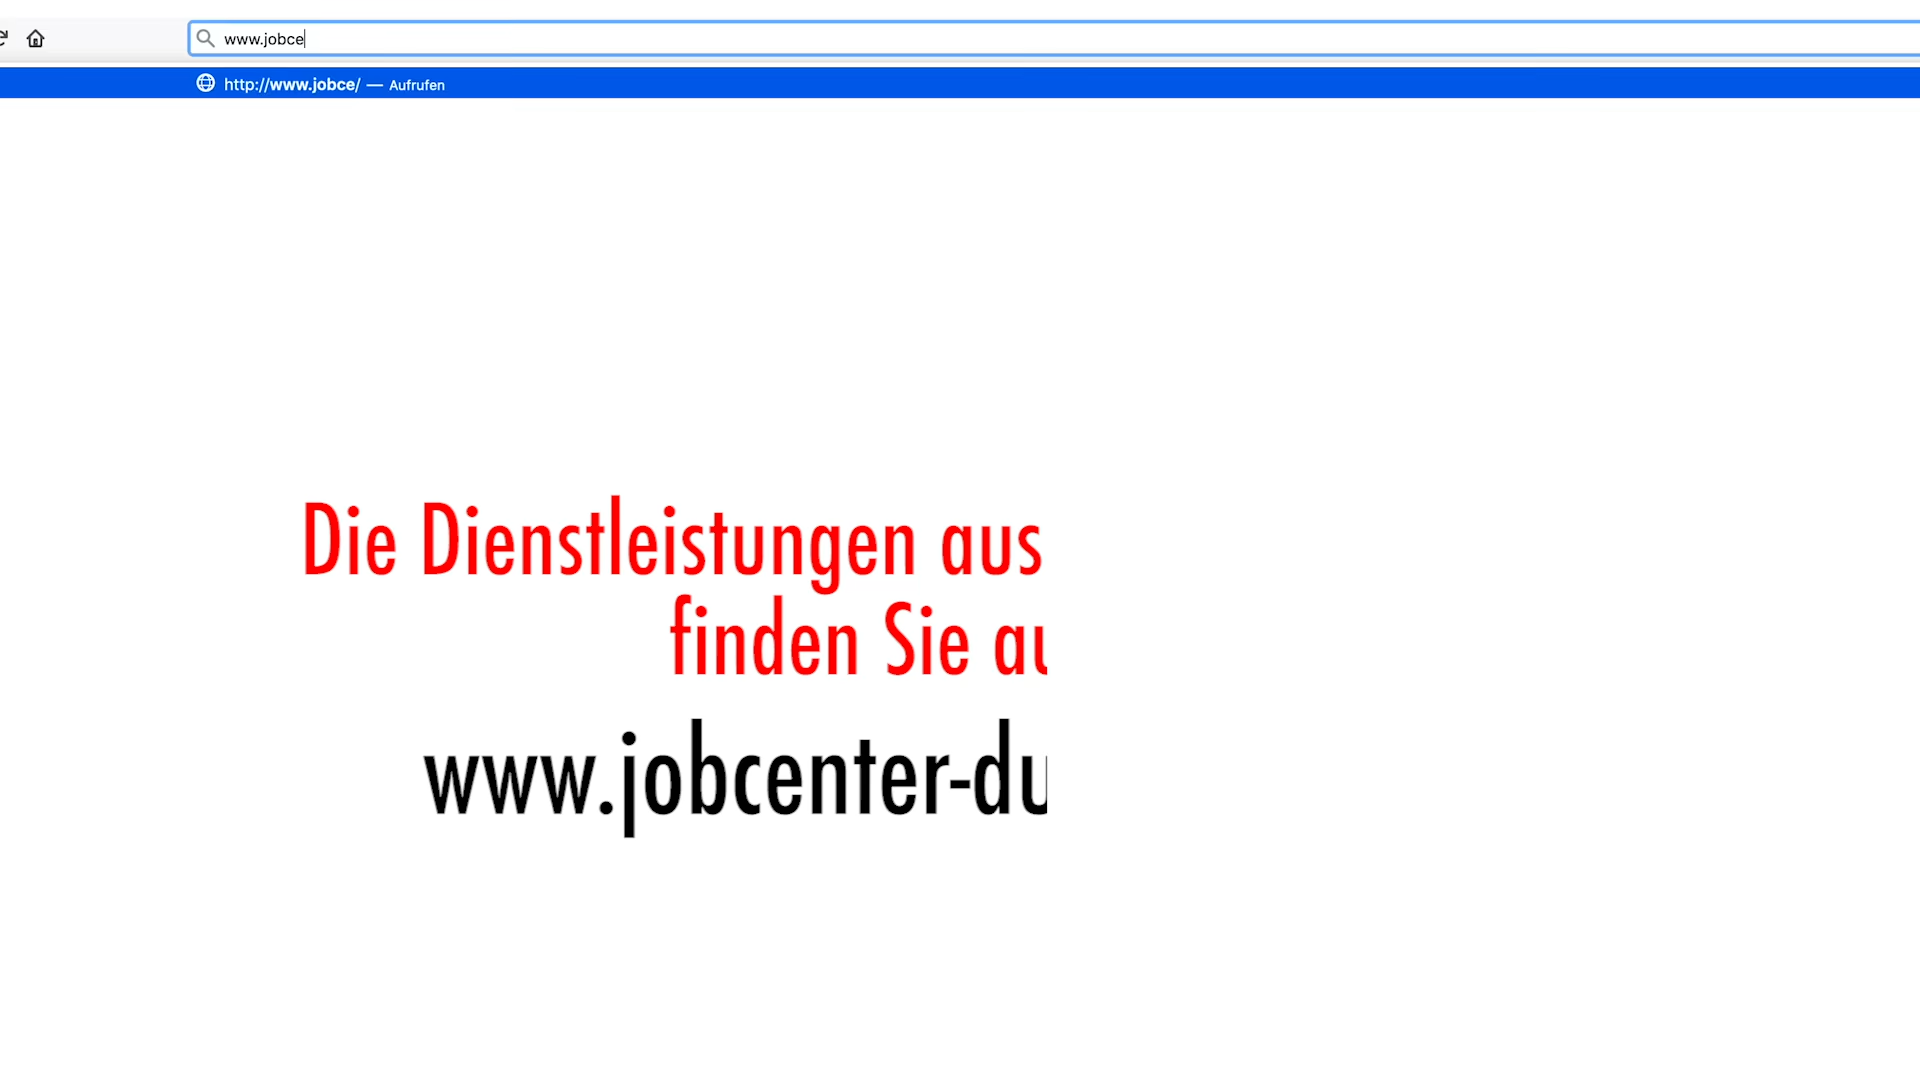 www.jobce
http://www.jobce/ — Aufrufen
Die Dienstleistungen aus
finden Sie au
www.jobcenter-du